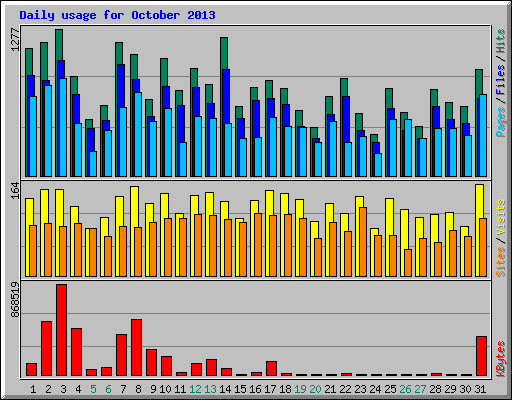 Daily usage for October 2013
1277
Pages / Files / Hits
164
Sites / Visits
868519
KBytes
1 2 3 4 5 6 7 8 9 10 11 12 13 14 15 16 17 18 19 20 21 22 23 24 25 26 27 28 29 30 31